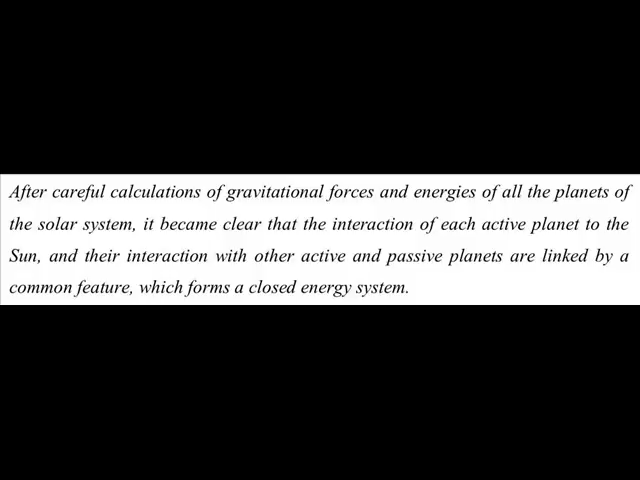 After careful calculations of gravitational forces and energies of all the planets of
the solar system, it became clear that the interaction of each active planet to the
Sun, and their interaction with other active and passive planets are linked by a
common feature, which forms a closed energy system.